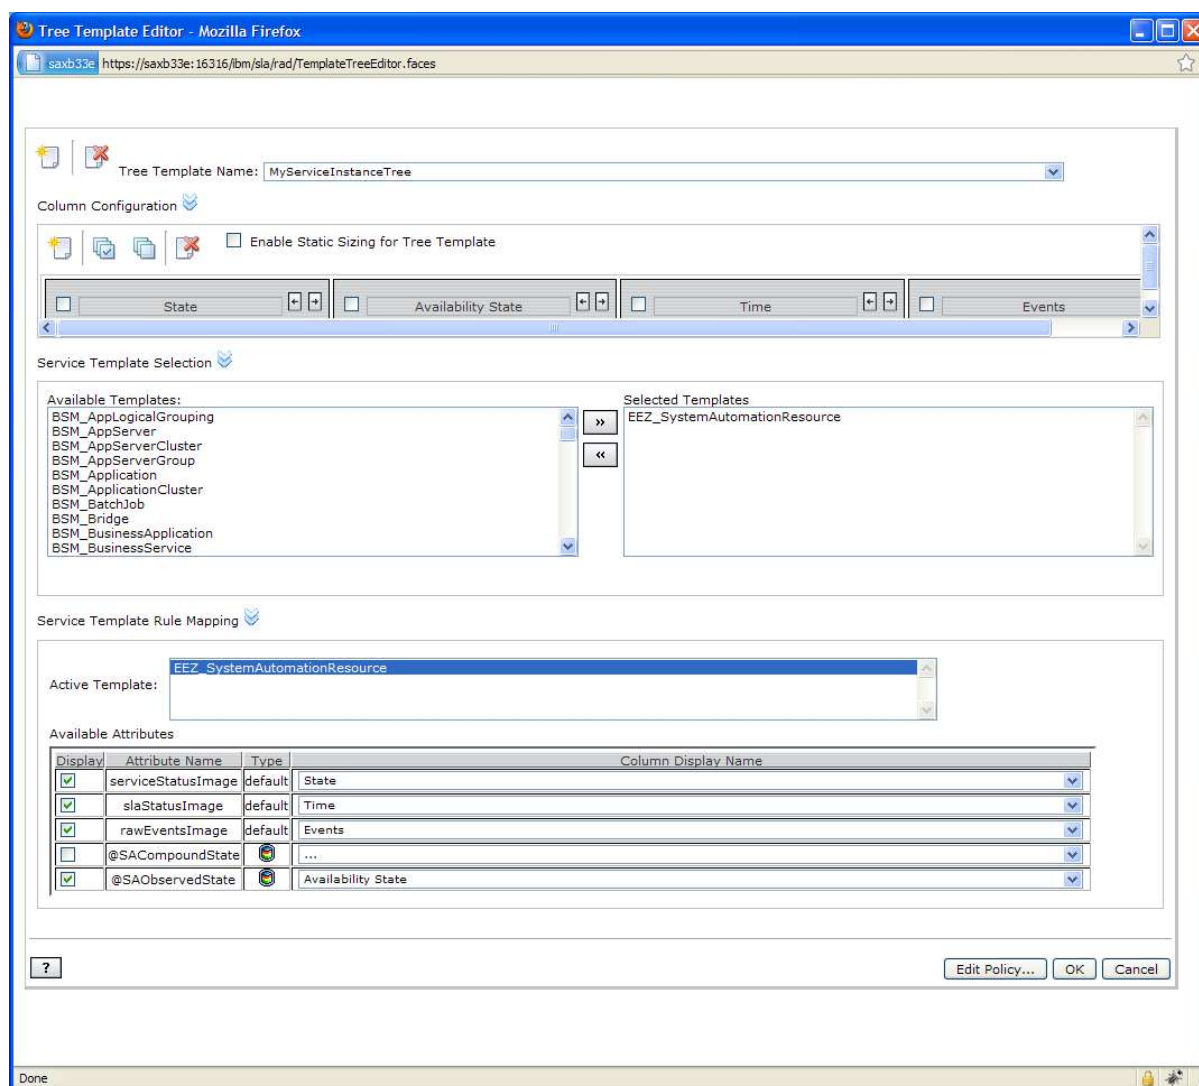 Tree Template Editor - Mozilla Firefox
saxb33e https://saxb33e:16316/ibm/sla/rad/TemplateTreeEditor.faces
Tree Template Name: MyServiceInstanceTree
Column Configuration
Enable Static Sizing for Tree Template
State Availability State Time Events
Service Template Selection
Available Templates: Selected Templates
BSM_AppLogicalGrouping EEZ_SystemAutomationResource
BSM_AppServer
BSM_AppServerCluster
BSM_AppServerGroup
BSM_Application
BSM_ApplicationCluster
BSM_BatchJob
BSM_Bridge
BSM_BusinessApplication
BSM_BusinessService
»
«
Service Template Rule Mapping
Active Template: EEZ_SystemAutomationResource
Available Attributes
Display Attribute Name Type Column Display Name
serviceStatusImage default State
slaStatusImage default Time
rawEventsImage default Events
@SACompoundState ...
@SAObservedState Availability State
? Edit Policy... OK Cancel
Done